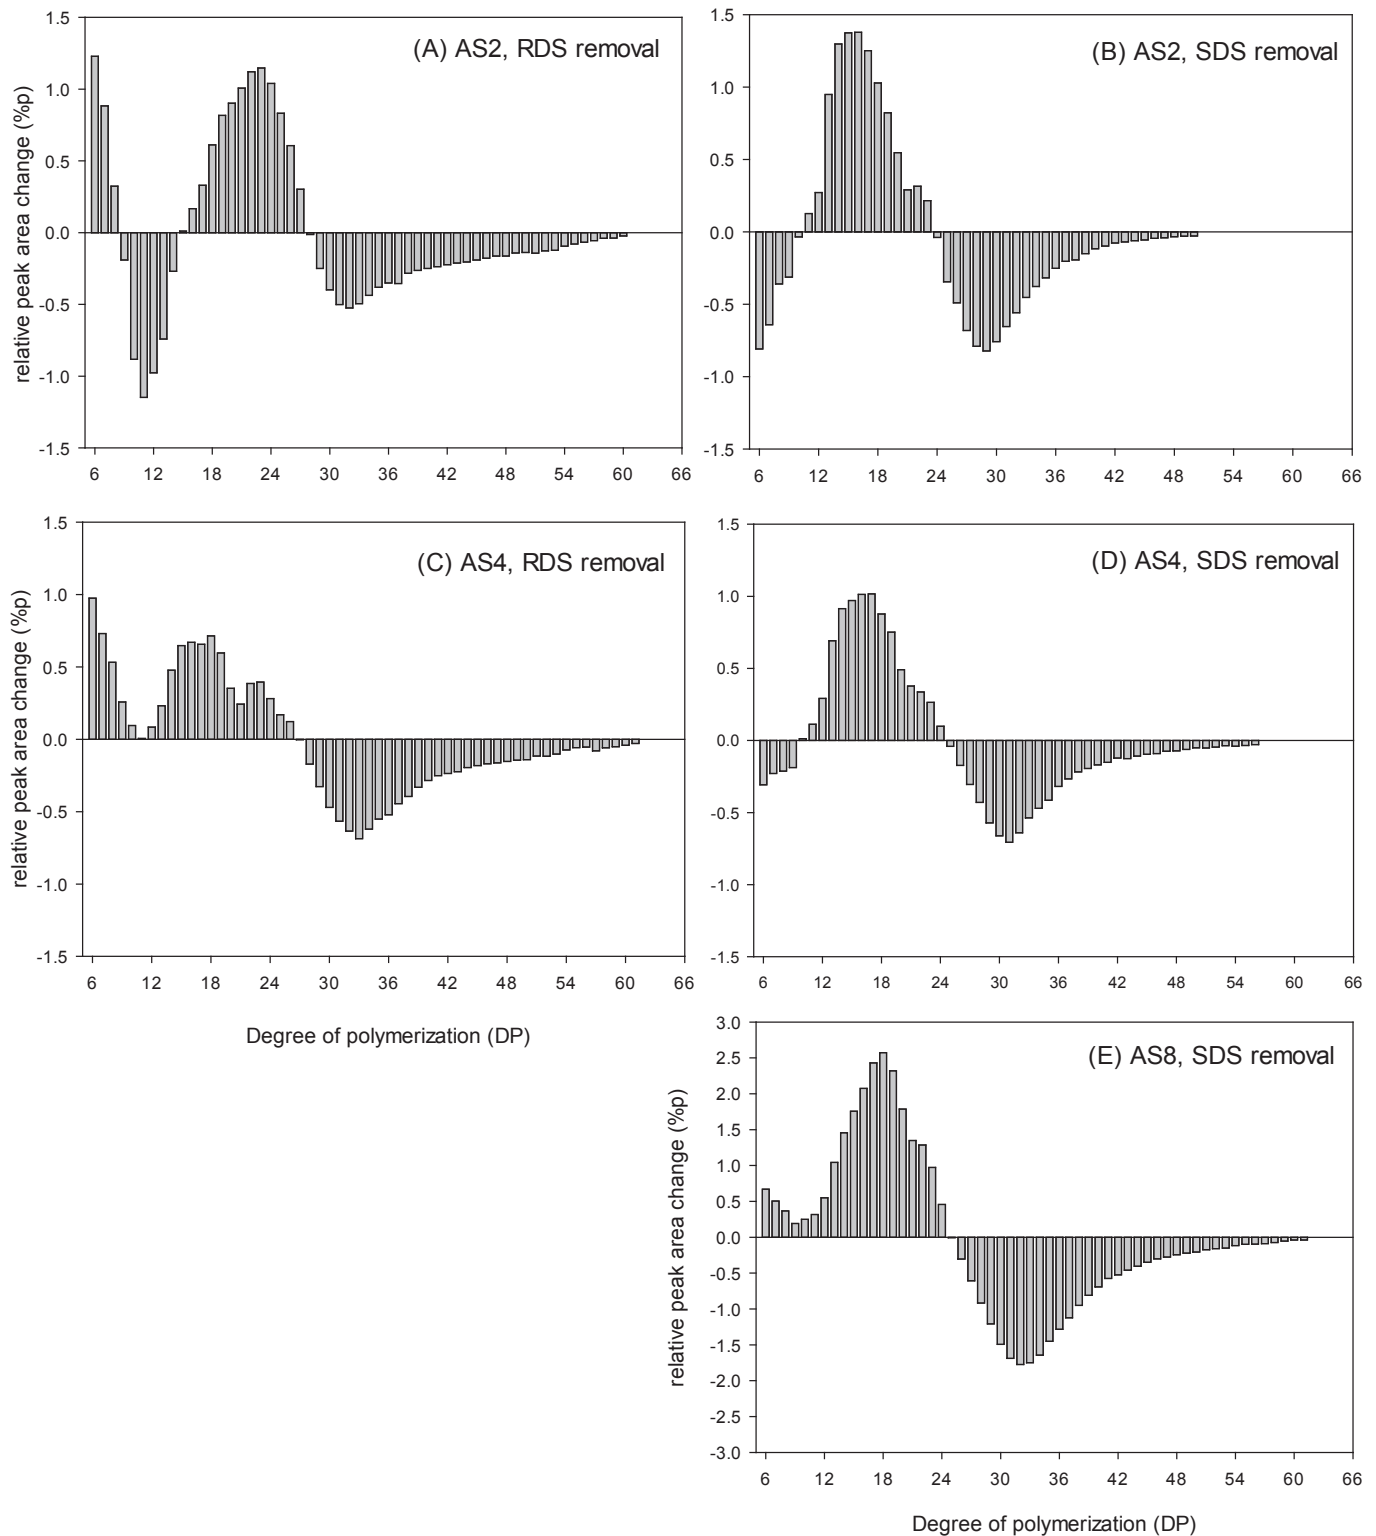 (A) AS2, RDS removal
relative peak area change (%p)
1.5
1.0
0.5
0.0
-0.5
-1.0
-1.5
6 12 18 24 30 36 42 48 54 60 66
(B) AS2, SDS removal
1.5
1.0
0.5
0.0
-0.5
-1.0
-1.5
6 12 18 24 30 36 42 48 54 60 66
(C) AS4, RDS removal
relative peak area change (%p)
1.5
1.0
0.5
0.0
-0.5
-1.0
-1.5
6 12 18 24 30 36 42 48 54 60 66
Degree of polymerization (DP)
(D) AS4, SDS removal
1.5
1.0
0.5
0.0
-0.5
-1.0
-1.5
6 12 18 24 30 36 42 48 54 60 66
(E) AS8, SDS removal
relative peak area change (%p)
3.0
2.5
2.0
1.5
1.0
0.5
0.0
-0.5
-1.0
-1.5
-2.0
-2.5
-3.0
6 12 18 24 30 36 42 48 54 60 66
Degree of polymerization (DP)